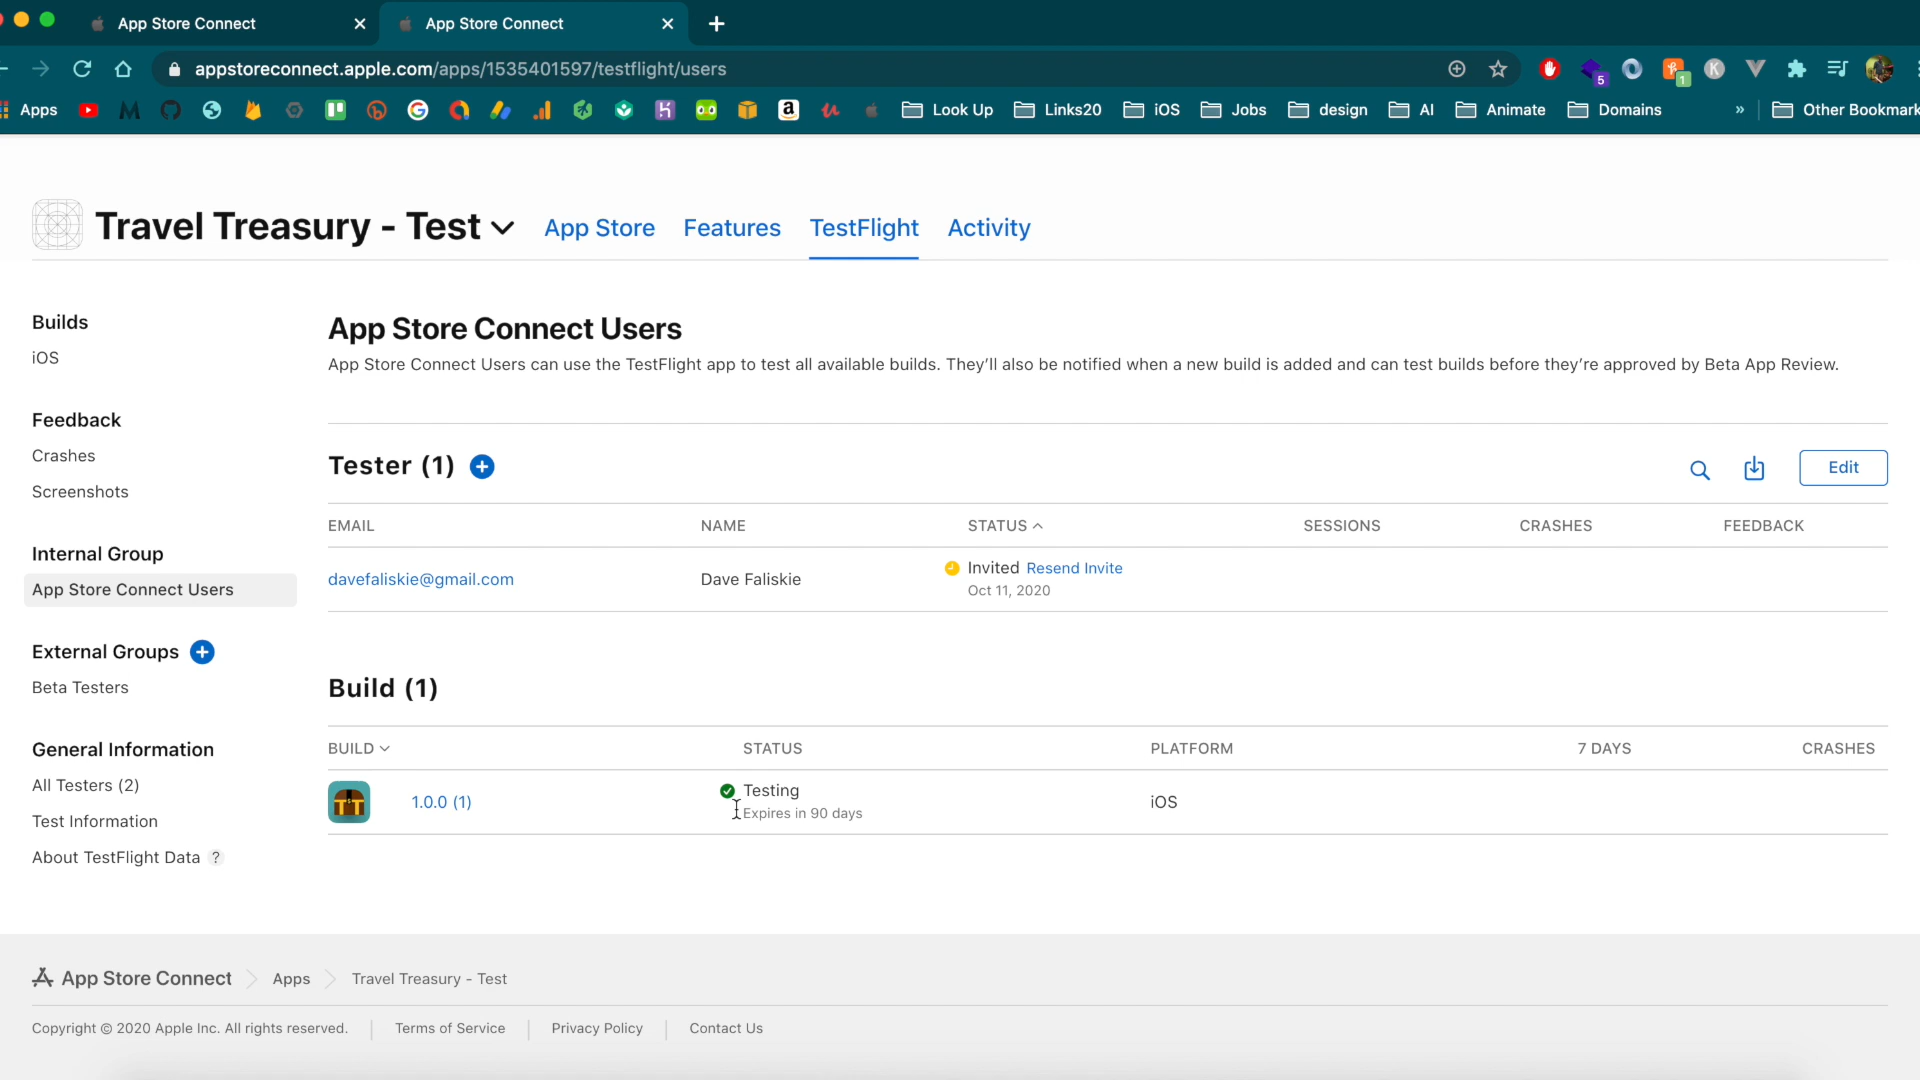 App Store Connect
App Store Connect
appstoreconnect.apple.com/apps/1535401597/testflight/users
5
1
K
Apps
Look Up
Links20
iOS
Jobs
design
AI
Animate
Domains
»
Other Bookmark
Travel Treasury - Test
App Store
Features
TestFlight
Activity
Builds
iOS
Feedback
Crashes
Screenshots
Internal Group
App Store Connect Users
External Groups
Beta Testers
General Information
All Testers (2)
Test Information
About TestFlight Data ?
App Store Connect Users
App Store Connect Users can use the TestFlight app to test all available builds. They’ll also be notified when a new build is added and can test builds before they’re approved by Beta App Review.
Tester (1)
Edit
EMAIL NAME STATUS SESSIONS CRASHES FEEDBACK
davefaliskie@gmail.com Dave Faliskie Invited Resend Invite
Oct 11, 2020
Build (1)
BUILD STATUS PLATFORM 7 DAYS CRASHES
TT 1.0.0 (1) Testing iOS
Expires in 90 days
App Store Connect Apps Travel Treasury - Test
Copyright © 2020 Apple Inc. All rights reserved. Terms of Service Privacy Policy Contact Us